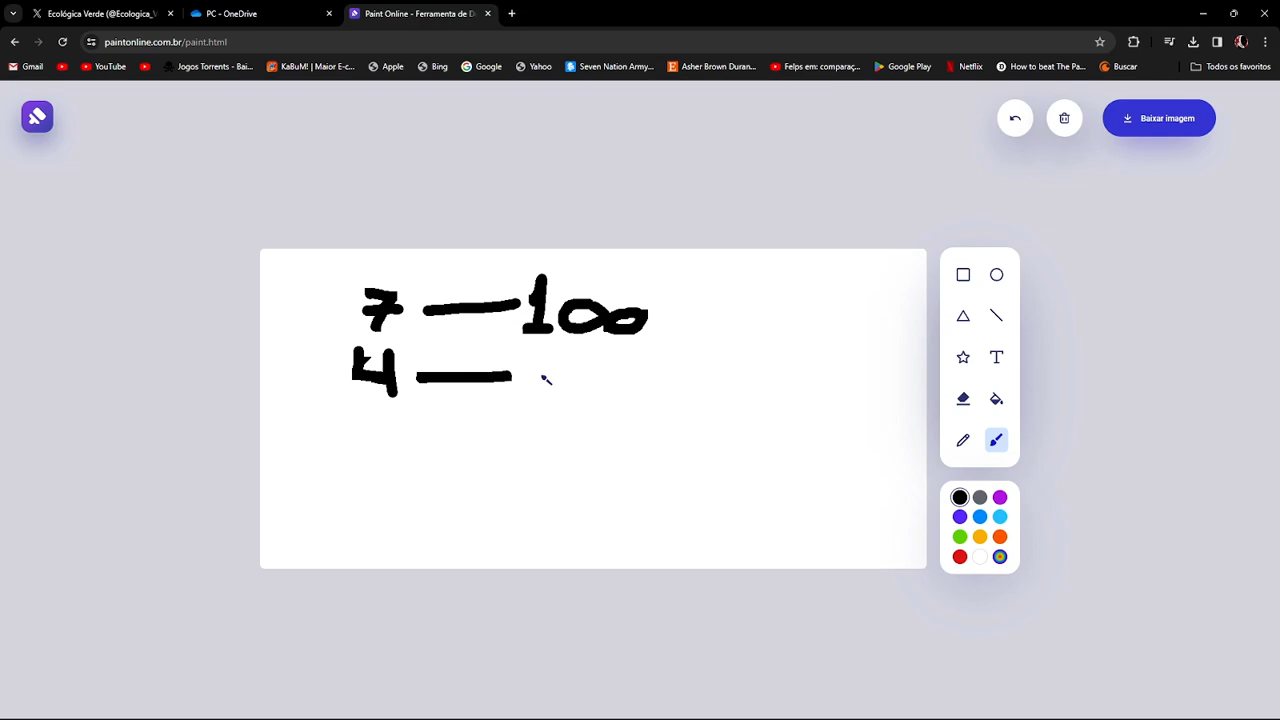 Ecológica Verde (@Ecologica_V
PC - OneDrive
Paint Online - Ferramenta de D
paintonline.com.br/paint.html
Gmail
YouTube
Jogos Torrents - Bai...
KaBuM! | Maior E-c...
Apple
Bing
Google
Yahoo
Seven Nation Army...
Asher Brown Duran...
Felps em: comparaç...
Google Play
Netflix
How to beat The Pa...
Buscar
Todos os favoritos
Baixar imagem
7 — 100
4 —
T